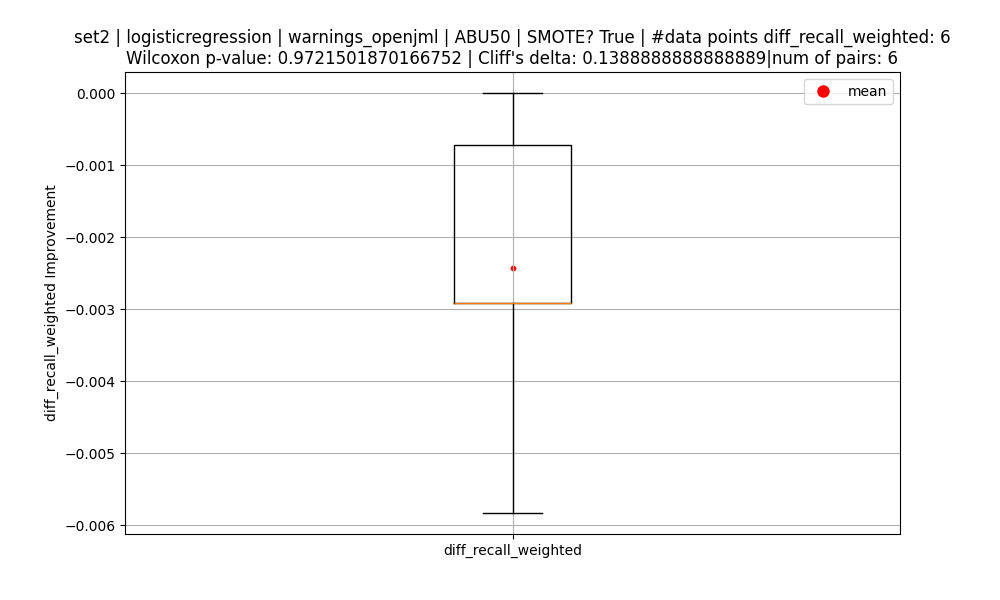 set2 | logisticregression | warnings_openjml | ABU50 | SMOTE? True | #data points diff_recall_weighted: 6
Wilcoxon p-value: 0.9721501870166752 | Cliff's delta: 0.1388888888888889|num of pairs: 6
mean
0.000
−0.001
−0.002
−0.003
−0.004
−0.005
−0.006
diff_recall_weighted Improvement
diff_recall_weighted